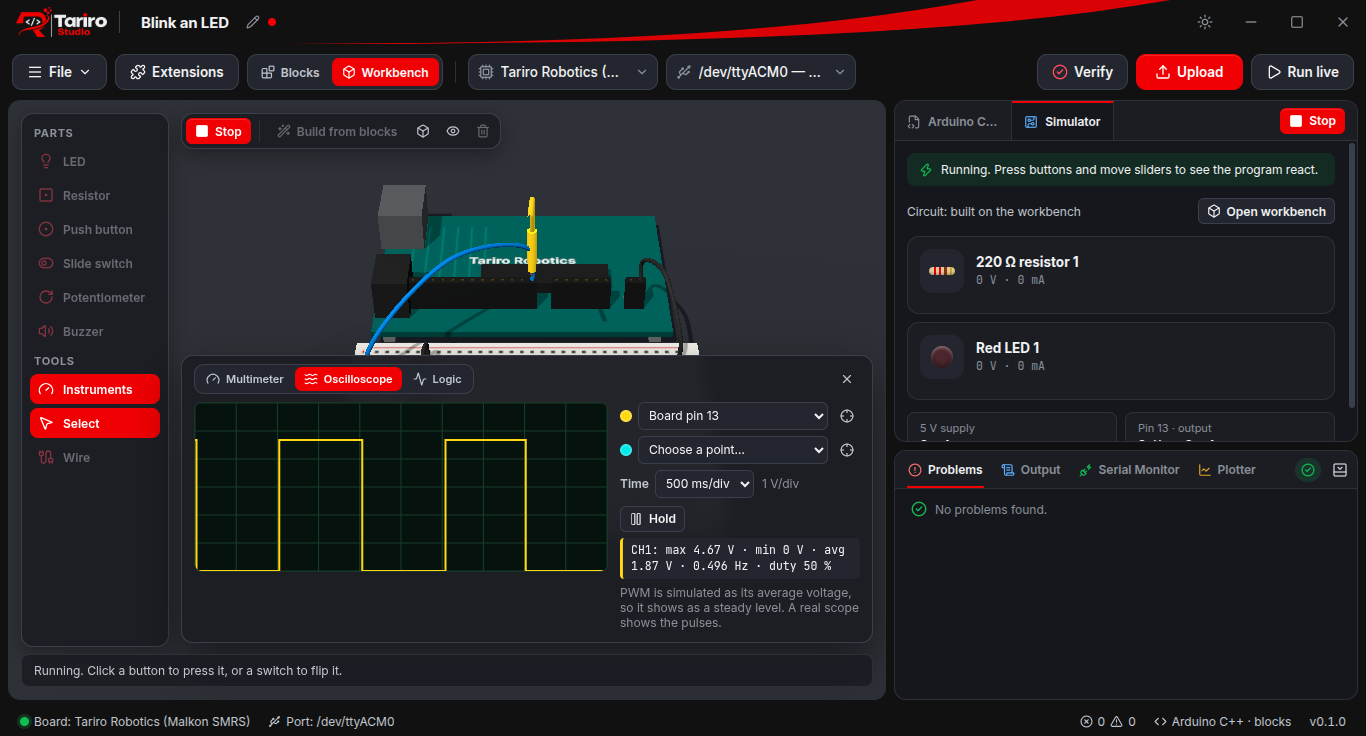 Tariro
Studio
Blink an LED
File
Extensions
Blocks
Workbench
Tariro Robotics (...
/dev/ttyACM0 — ...
Verify
Upload
Run live
PARTS
LED
Resistor
Push button
Slide switch
Potentiometer
Buzzer
TOOLS
Instruments
Select
Wire
Stop
Build from blocks
Tariro Robotics
Multimeter
Oscilloscope
Logic
Board pin 13
Choose a point...
Time
500 ms/div
1 V/div
Hold
CH1: max 4.67 V · min 0 V · avg
1.87 V · 0.496 Hz · duty 50 %
PWM is simulated as its average voltage,
so it shows as a steady level. A real scope
shows the pulses.
Running. Click a button to press it, or a switch to flip it.
Arduino C...
Simulator
Stop
Running. Press buttons and move sliders to see the program react.
Circuit: built on the workbench
Open workbench
220 Ω resistor 1
0 V · 0 mA
Red LED 1
0 V · 0 mA
5 V supply
Pin 13 · output
Problems
Output
Serial Monitor
Plotter
No problems found.
Board: Tariro Robotics (Malkon SMRS)
Port: /dev/ttyACM0
0
0
Arduino C++ · blocks
v0.1.0